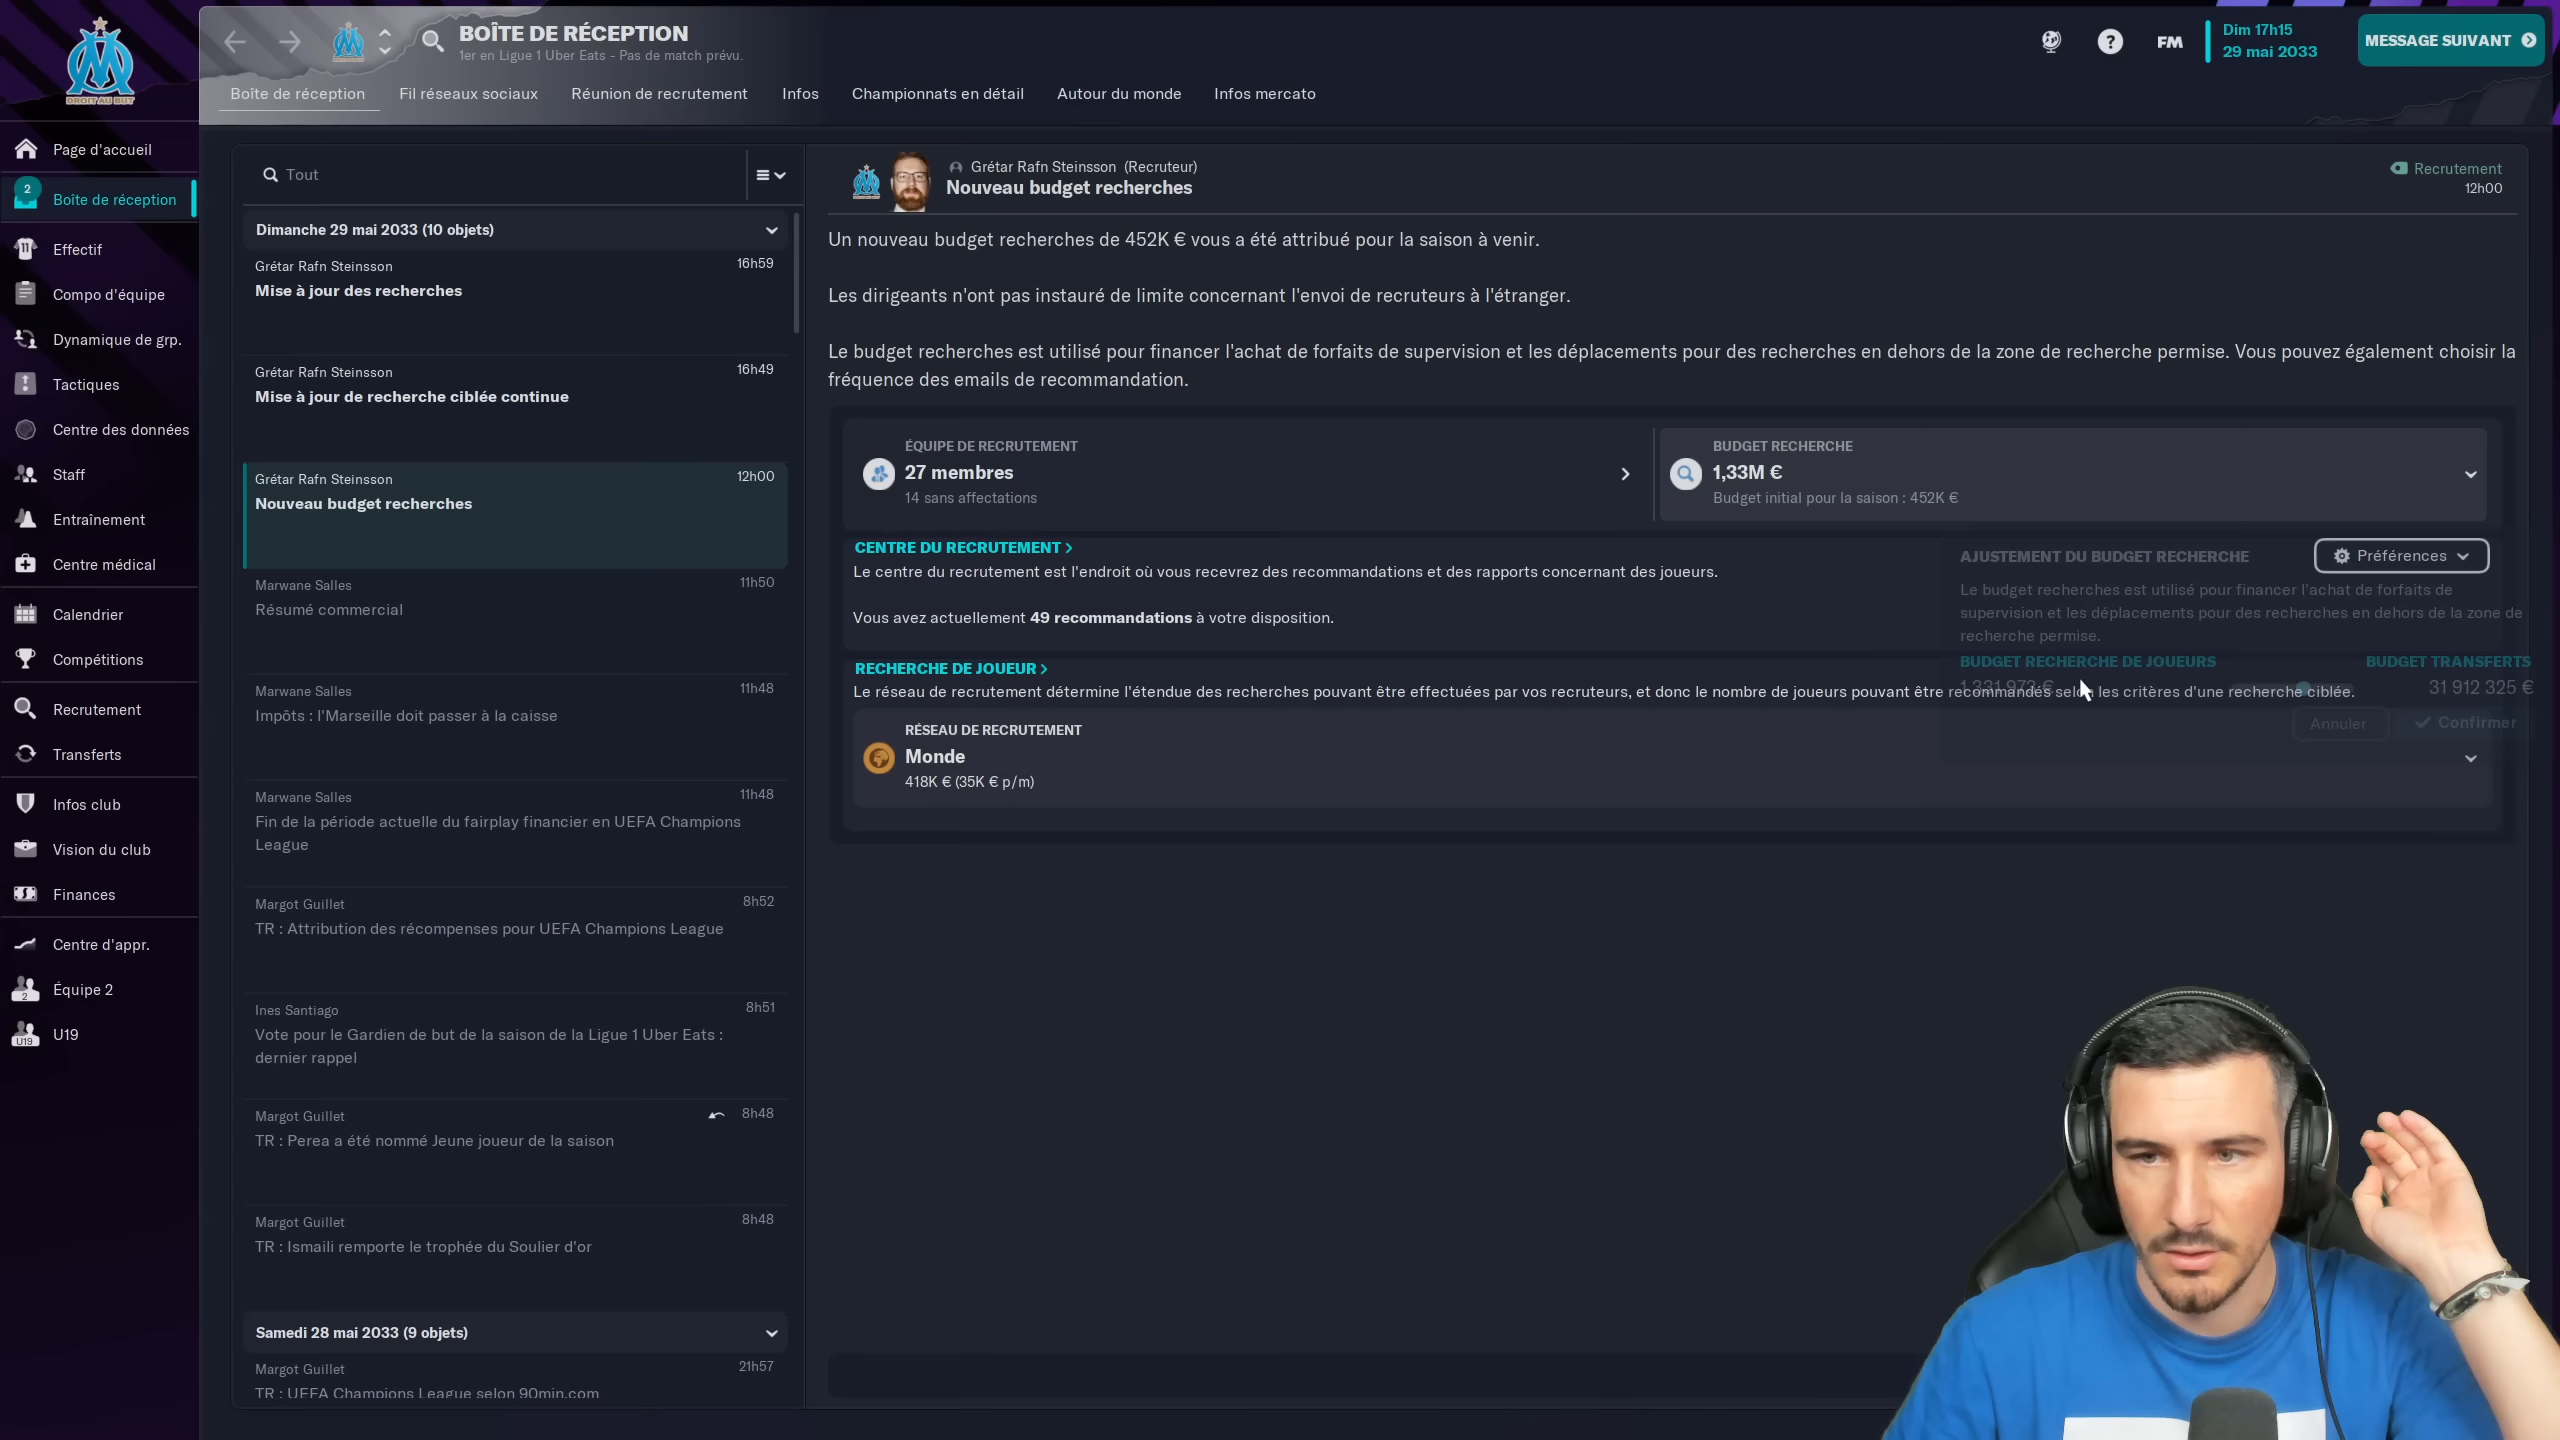 DROIT AU BUT
Page d'accueil
2
Boîte de réception
Effectif
Compo d'équipe
Dynamique de grp.
Tactiques
Centre des données
Staff
Entraînement
Centre médical
Calendrier
Compétitions
Recrutement
Transferts
Infos club
Vision du club
Finances
Centre d'appr.
2
Équipe 2
U19
U19
BOÎTE DE RÉCEPTION
1er en Ligue 1 Uber Eats - Pas de match prévu.
FM
Dim 17h15
29 mai 2033
MESSAGE SUIVANT
Boîte de réception
Fil réseaux sociaux
Réunion de recrutement
Infos
Championnats en détail
Autour du monde
Infos mercato
Tout
Dimanche 29 mai 2033 (10 objets)
Grétar Rafn Steinsson 16h59
Mise à jour des recherches
Grétar Rafn Steinsson 16h49
Mise à jour de recherche ciblée continue
Grétar Rafn Steinsson 12h00
Nouveau budget recherches
Marwane Salles 11h50
Résumé commercial
Marwane Salles 11h48
Impôts : l'Marseille doit passer à la caisse
Marwane Salles 11h48
Fin de la période actuelle du fairplay financier en UEFA Champions
League
Margot Guillet 8h52
TR : Attribution des récompenses pour UEFA Champions League
Ines Santiago 8h51
Vote pour le Gardien de but de la saison de la Ligue 1 Uber Eats :
dernier rappel
Margot Guillet 8h48
TR : Perea a été nommé Jeune joueur de la saison
Margot Guillet 8h48
TR : Ismaili remporte le trophée du Soulier d'or
Samedi 28 mai 2033 (9 objets)
Margot Guillet 21h57
TR : UEFA Champions League selon 90min.com
Grétar Rafn Steinsson (Recruteur)
Nouveau budget recherches
Recrutement
12h00
Un nouveau budget recherches de 452K € vous a été attribué pour la saison à venir.
Les dirigeants n'ont pas instauré de limite concernant l'envoi de recruteurs à l'étranger.
Le budget recherches est utilisé pour financer l'achat de forfaits de supervision et les déplacements pour des recherches en dehors de la zone de recherche permise. Vous pouvez également choisir la
fréquence des emails de recommandation.
ÉQUIPE DE RECRUTEMENT
27 membres
14 sans affectations
BUDGET RECHERCHE
1,33M €
Budget initial pour la saison : 452K €
CENTRE DU RECRUTEMENT
Le centre du recrutement est l'endroit où vous recevrez des recommandations et des rapports concernant des joueurs.
Vous avez actuellement 49 recommandations à votre disposition.
AJUSTEMENT DU BUDGET RECHERCHE
Préférences
Le budget recherches est utilisé pour financer l'achat de forfaits de
supervision et les déplacements pour des recherches en dehors de la zone de
recherche permise.
BUDGET RECHERCHE DE JOUEURS
BUDGET TRANSFERTS
1 331 973 €
31 912 325 €
Annuler
Confirmer
RECHERCHE DE JOUEUR
Le réseau de recrutement détermine l'étendue des recherches pouvant être effectuées par vos recruteurs, et donc le nombre de joueurs pouvant être recommandés selon les critères d'une recherche ciblée.
RÉSEAU DE RECRUTEMENT
Monde
418K € (35K € p/m)